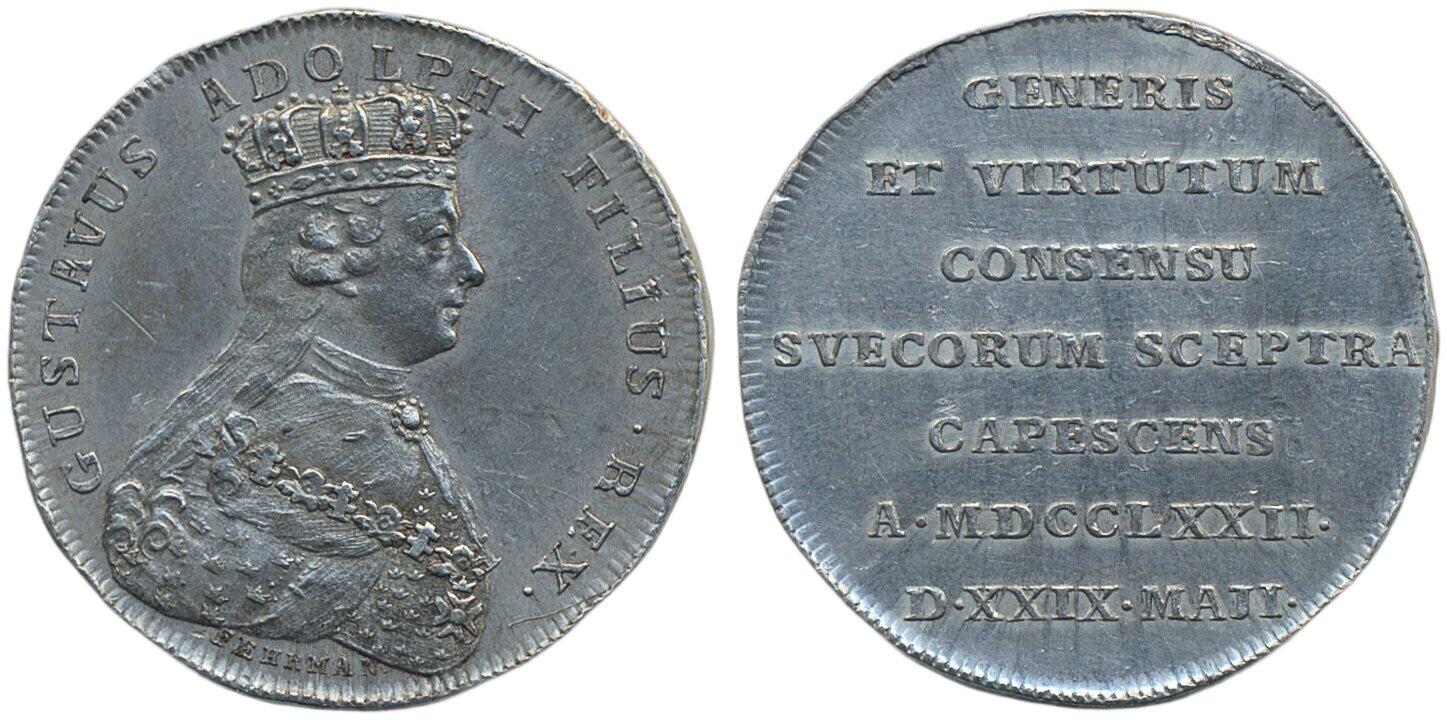 GUSTAVUS ADOLPHI FILIUS · REX.
FEHRMAN
GENERIS
ET VIRTUTUM
CONSENSU
SVECORUM SCEPTRA
CAPESCENS
A·MDCCLXXII·
D·XXIX·MAJI·